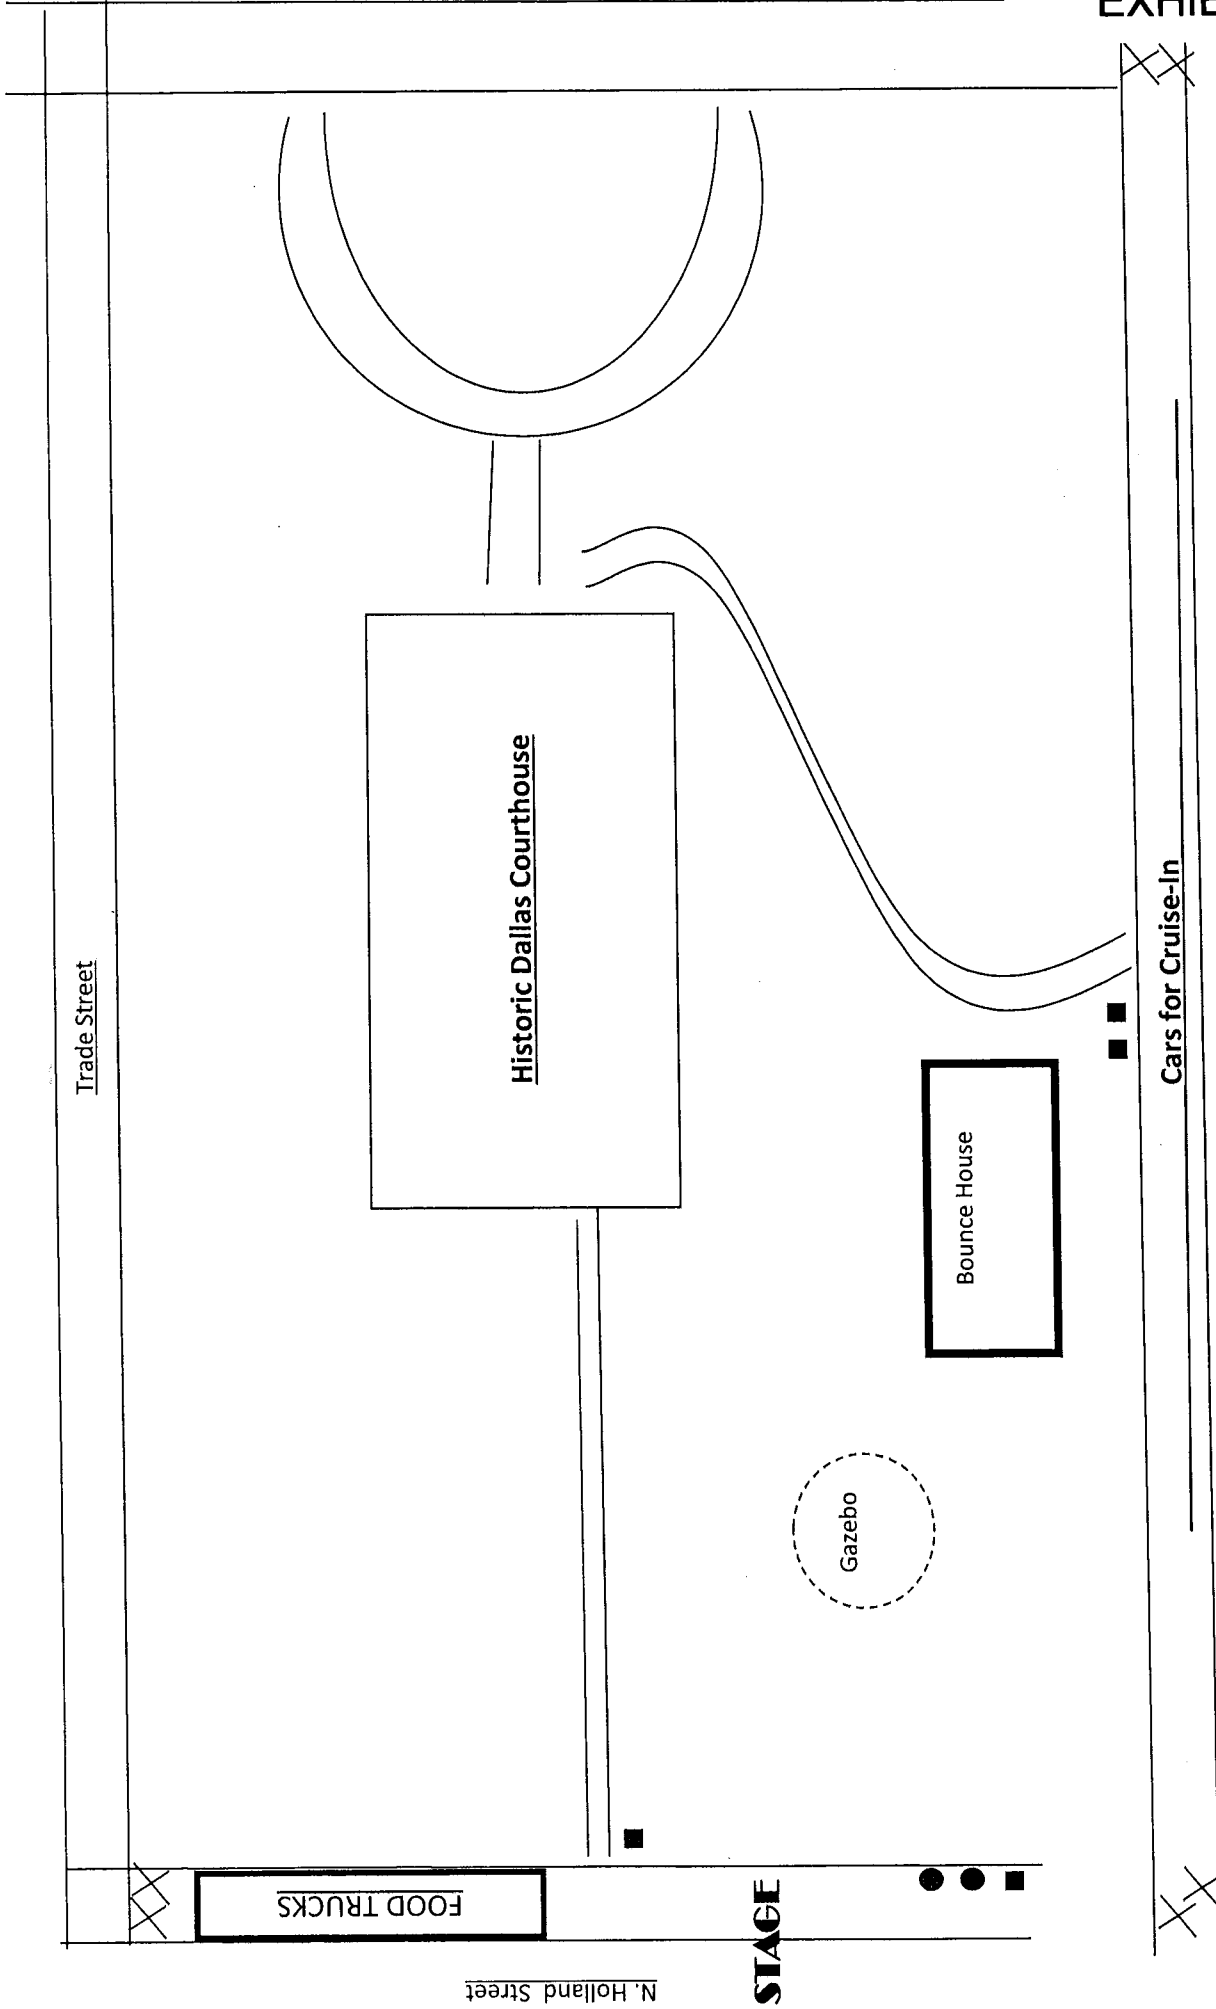 EXHIB
Trade Street
Historic Dallas Courthouse
Cars for Cruise-In
Bounce House
Gazebo
FOOD TRUCKS
STAGE
N. Holland Street